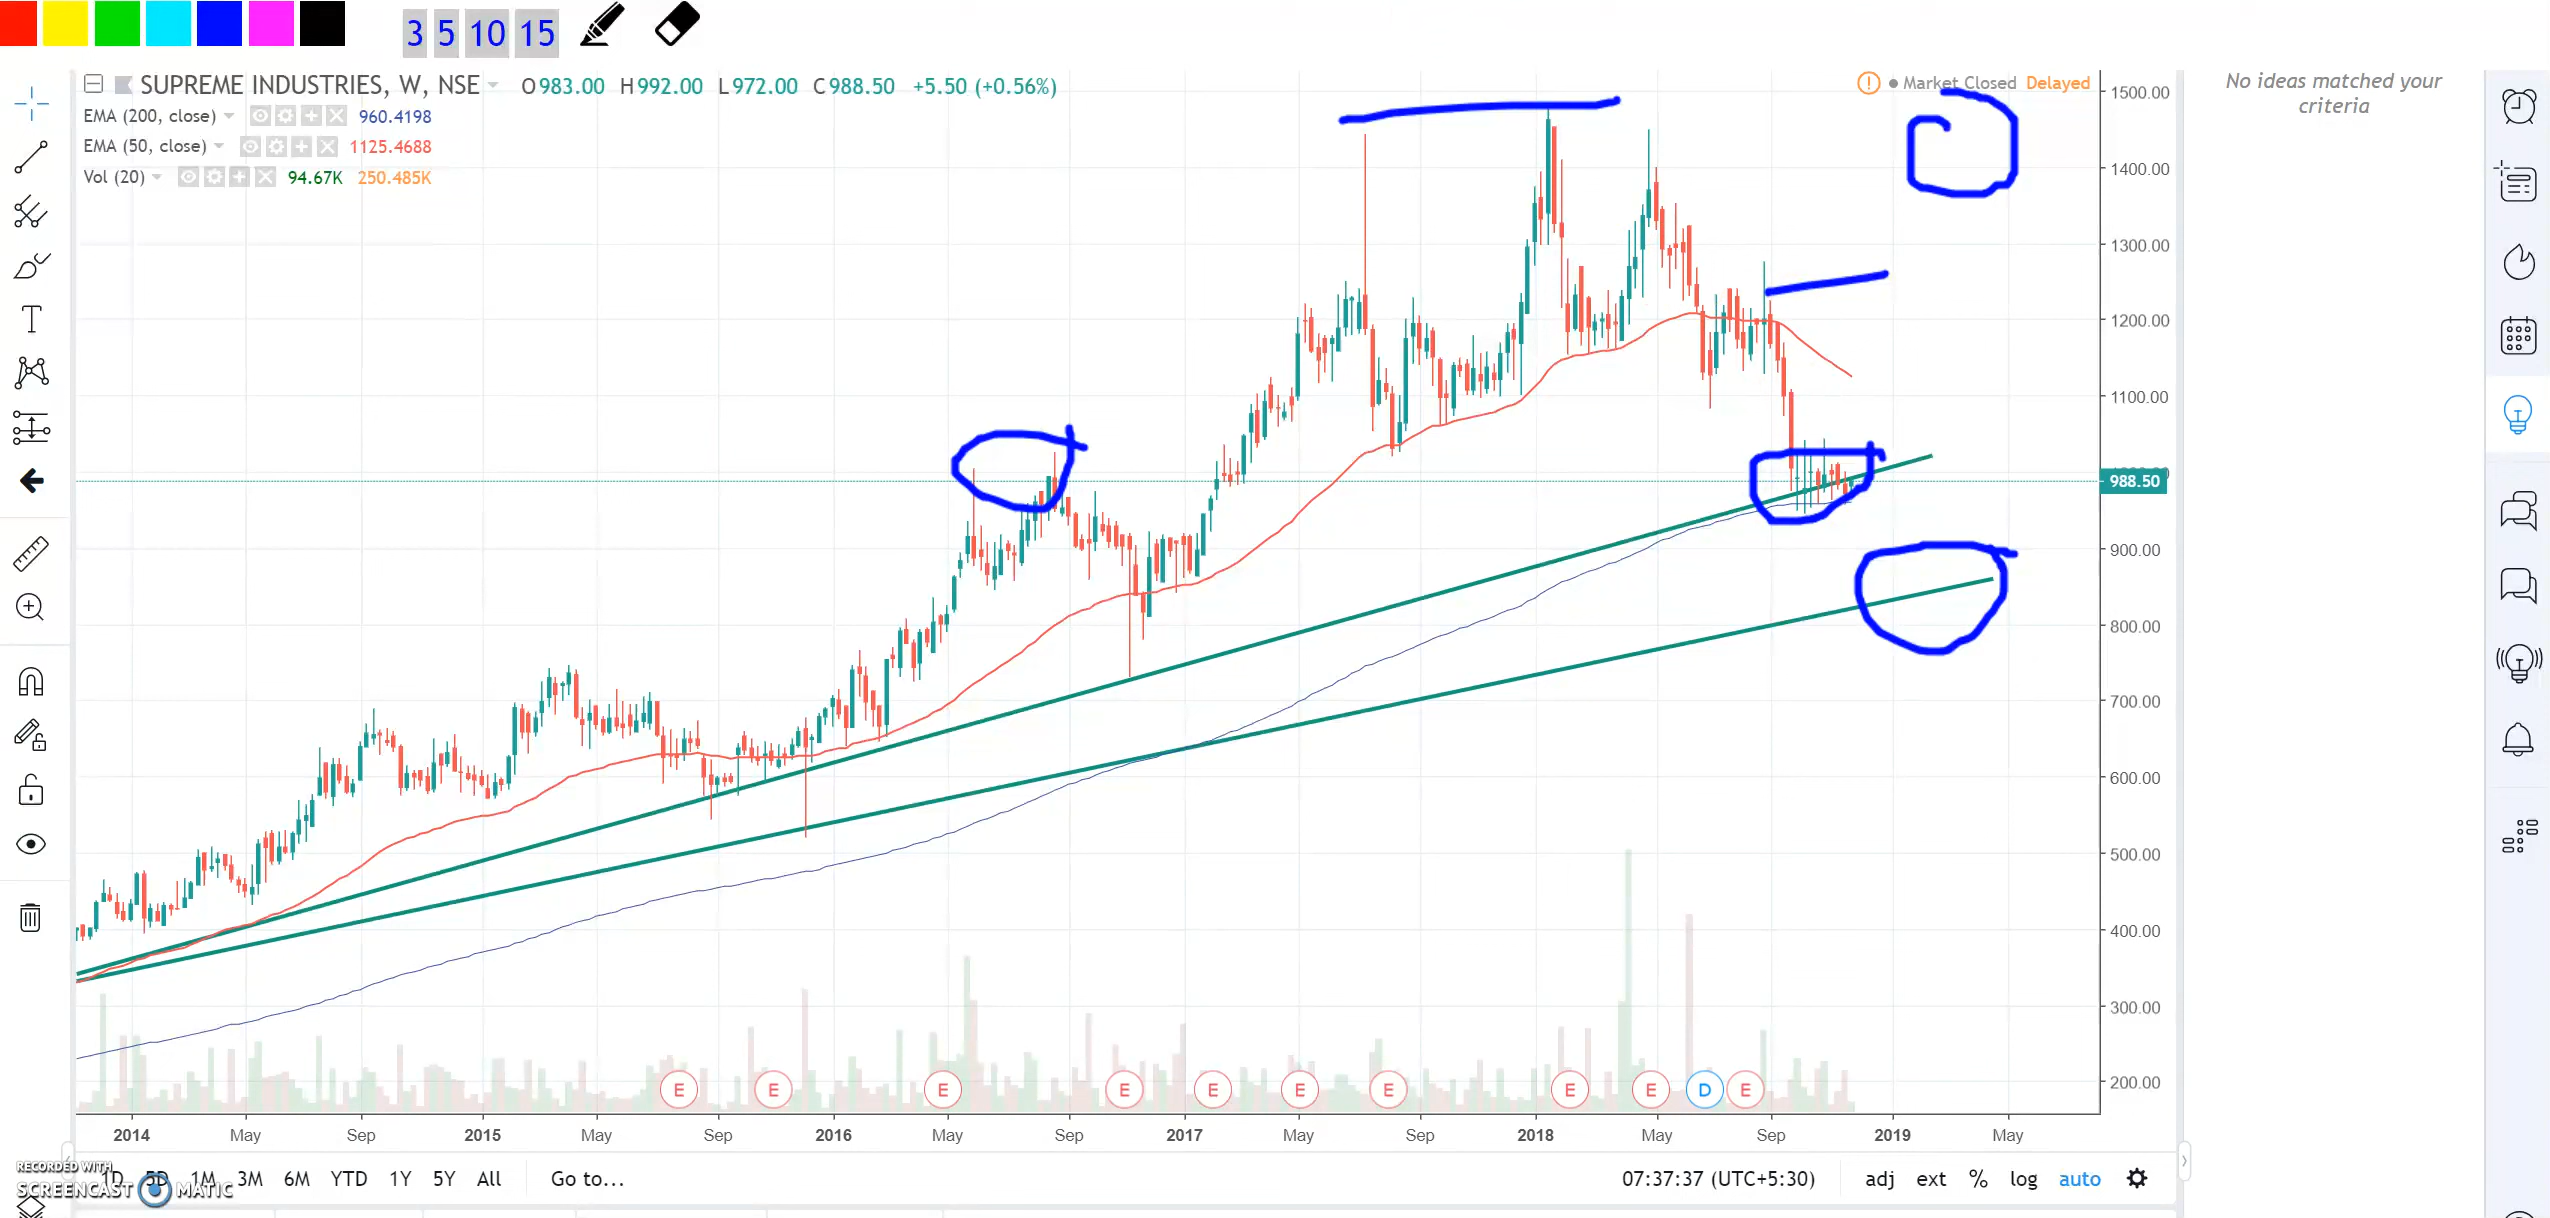 3 5 10 15
SUPREME INDUSTRIES, W, NSE O983.00 H992.00 L972.00 C988.50 +5.50 (+0.56%)
Market Closed Delayed
EMA (200, close) 960.4198
EMA (50, close) 1125.4688
Vol (20) 94.67K 250.485K
No ideas matched your
criteria
1500.00
1400.00
1300.00
1200.00
1100.00
988.50
900.00
800.00
700.00
600.00
500.00
400.00
300.00
200.00
E E E E E E E E E D E
2014 May Sep 2015 May Sep 2016 May Sep 2017 May Sep 2018 May Sep 2019 May
1D 5D 1M 3M 6M YTD 1Y 5Y All Go to...
07:37:37 (UTC+5:30) adj ext % log auto
RECORDED WITH
SCREENCAST MATIC